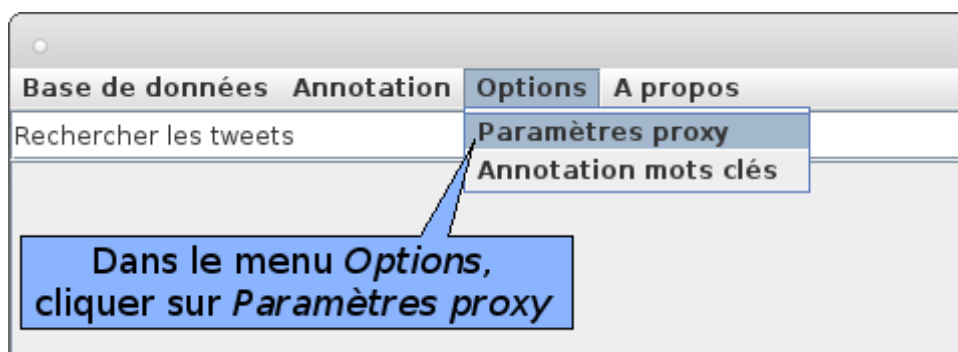 Base de données Annotation Options A propos
Rechercher les tweets
Paramètres proxy
Annotation mots clés
Dans le menu Options,
cliquer sur Paramètres proxy